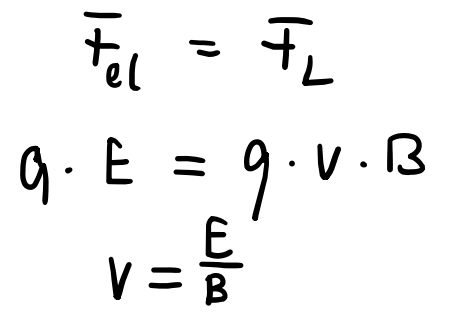 F_el = F_L
q · E = q · v · B
v = E/B